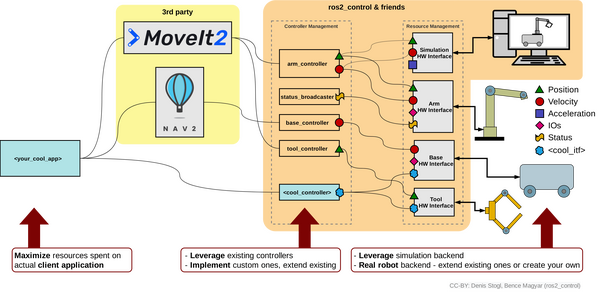 3rd party
ros2_control & friends
Controller Management
Resource Management
MoveIt2
NAV2
<your_cool_app>
arm_controller
status_broadcaster
base_controller
tool_controller
<cool_controller>
Simulation
HW Interface
Arm
HW Interface
Base
HW Interface
Tool
HW Interface
Position
Velocity
Acceleration
IOs
Status
<cool_itf>
Maximize resources spent on
actual client application
- Leverage existing controllers
- Implement custom ones, extend existing
- Leverage simulation backend
- Real robot backend - extend existing ones or create your own
CC-BY: Denis Stogl, Bence Magyar (ros2_control)